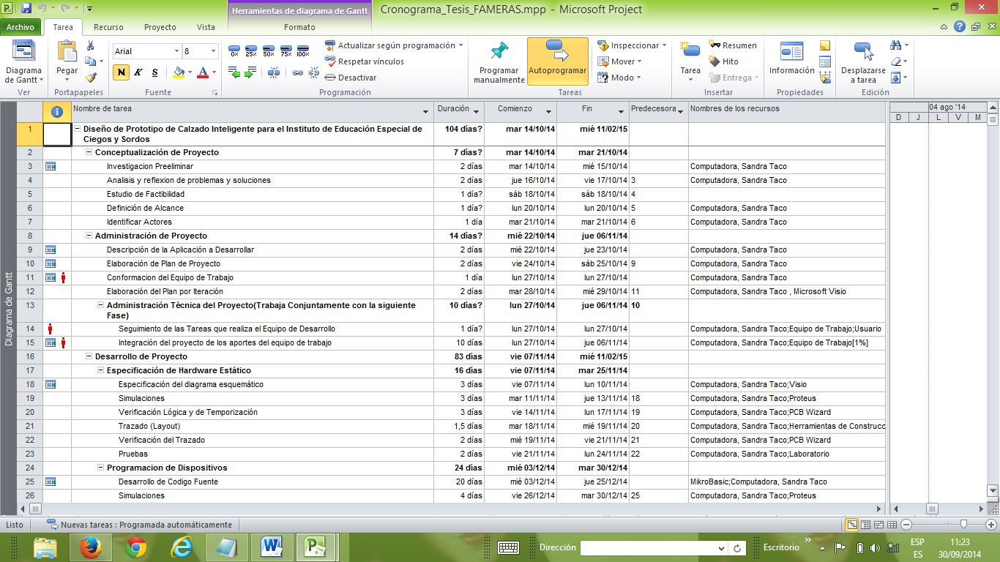 Herramientas de diagrama de Gantt
Cronograma_Tesis_FAMERAS.mpp - Microsoft Project
Archivo Tarea Recurso Proyecto Vista Formato
Diagrama de Gantt
Ver
Pegar
Portapapeles
Arial 8
N K S A
Fuente
0% 25% 50% 75% 100%
Actualizar según programación
Respetar vínculos
Desactivar
Programación
Programar manualmente
Autoprogramar
Inspeccionar
Mover
Modo
Tareas
Tarea
Resumen
Hito
Entrega
Insertar
Información
Propiedades
Desplazarse a tarea
Edición
Nombre de tarea Duración Comienzo Fin Predecesora Nombres de los recursos
04 ago '14
D J L V M
1 Diseño de Prototipo de Calzado Inteligente para el Instituto de Educación Especial de Ciegos y Sordos 104 días? mar 14/10/14 mié 11/02/15
2 Conceptualización de Proyecto 7 días? mar 14/10/14 mar 21/10/14
3 Investigacion Preeliminar 2 días mar 14/10/14 mié 15/10/14 Computadora, Sandra Taco
4 Analisis y reflexion de problemas y soluciones 2 días jue 16/10/14 vie 17/10/14 3 Computadora, Sandra Taco
5 Estudio de Factibilidad 1 día? sáb 18/10/14 sáb 18/10/14 4
6 Definición de Alcance 1 día? lun 20/10/14 lun 20/10/14 5 Computadora, Sandra Taco
7 Identificar Actores 1 día mar 21/10/14 mar 21/10/14 6 Computadora, Sandra Taco
8 Administración de Proyecto 14 días? mié 22/10/14 jue 06/11/14
9 Descripción de la Aplicación a Desarrollar 2 días mié 22/10/14 jue 23/10/14 Computadora, Sandra Taco
10 Elaboración de Plan de Proyecto 2 días vie 24/10/14 sáb 25/10/14 9 Computadora, Sandra Taco
11 Conformacion del Equipo de Trabajo 1 día lun 27/10/14 lun 27/10/14 Computadora, Sandra Taco
12 Elaboración del Plan por Iteración 2 días mar 28/10/14 mié 29/10/14 11 Computadora, Sandra Taco , Microsoft Visio
13 Administración Técnica del Proyecto(Trabaja Conjuntamente con la siguiente Fase) 10 días? lun 27/10/14 jue 06/11/14 10
14 Seguimiento de las Tareas que realiza el Equipo de Desarrollo 1 día? lun 27/10/14 lun 27/10/14 Computadora, Sandra Taco;Equipo de Trabajo;Usuario
15 Integración del proyecto de los aportes del equipo de trabajo 10 días lun 27/10/14 jue 06/11/14 Computadora, Sandra Taco;Equipo de Trabajo[1%]
16 Desarrollo de Proyecto 83 días vie 07/11/14 mié 11/02/15
17 Especificación de Hardware Estático 16 días vie 07/11/14 mar 25/11/14
18 Especificación del diagrama esquemático 3 días vie 07/11/14 lun 10/11/14 Computadora, Sandra Taco;Visio
19 Simulaciones 3 días mar 11/11/14 jue 13/11/14 18 Computadora, Sandra Taco;Proteus
20 Verificación Lógica y de Temporización 3 días vie 14/11/14 lun 17/11/14 19 Computadora, Sandra Taco;PCB Wizard
21 Trazado (Layout) 1,5 días mar 18/11/14 mié 19/11/14 20 Computadora, Sandra Taco;Herramientas de Construcc
22 Verificación del Trazado 2 días mié 19/11/14 vie 21/11/14 21 Computadora, Sandra Taco;PCB Wizard
23 Pruebas 2 días vie 21/11/14 lun 24/11/14 22 Computadora, Sandra Taco;Laboratorio
24 Programacion de Dispositivos 24 días mié 03/12/14 mar 30/12/14
25 Desarrollo de Codigo Fuente 20 días mié 03/12/14 jue 25/12/14 MikroBasic;Computadora, Sandra Taco
26 Simulaciones 4 días vie 26/12/14 mar 30/12/14 25 Computadora, Sandra Taco;Proteus
Diagrama de Gantt
Listo Nuevas tareas : Programada automáticamente
Dirección Escritorio ESP ES 11:23 30/09/2014